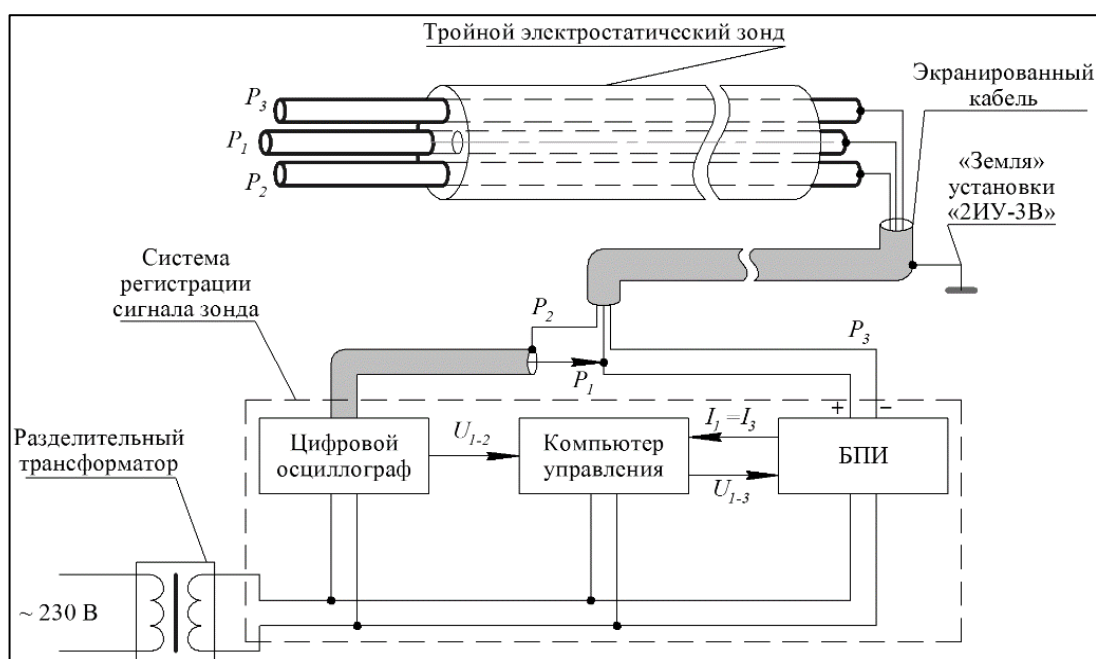 Тройной электростатический зонд
Экранированный
кабель
P3
P1
P2
«Земля»
установки
«2ИУ-3В»
Система
регистрации
сигнала зонда
P2
P3
P1
Разделительный
трансформатор
+ −
Цифровой
осциллограф
U1-2
Компьютер
управления
I1 = I3
U1-3
БПИ
~ 230 В